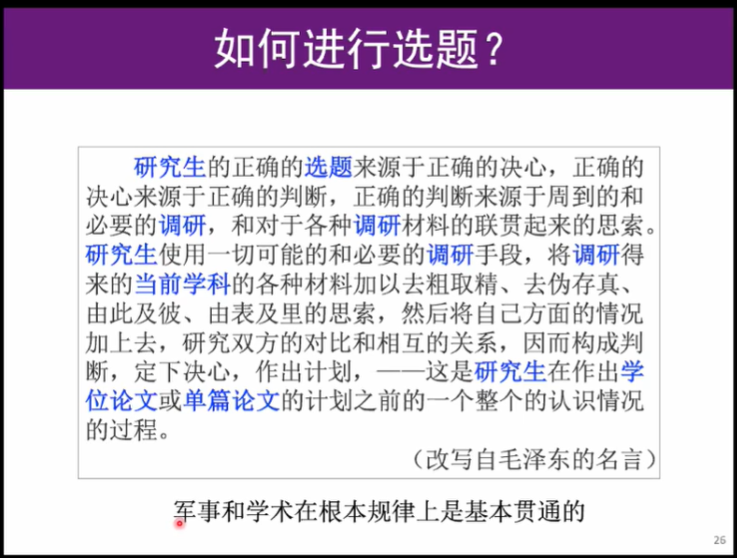 如何进行选题？
研究生的正确的选题来源于正确的决心，正确的
决心来源于正确的判断，正确的判断来源于周到的和
必要的调研，和对于各种调研材料的联贯起来的思索。
研究生使用一切可能的和必要的调研手段，将调研得
来的当前学科的各种材料加以去粗取精、去伪存真、
由此及彼、由表及里的思索，然后将自己方面的情况
加上去，研究双方的对比和相互的关系，因而构成判
断，定下决心，作出计划，——这是研究生在作出学
位论文或单篇论文的计划之前的一个整个的认识情况
的过程。
（改写自毛泽东的名言）
军事和学术在根本规律上是基本贯通的
26